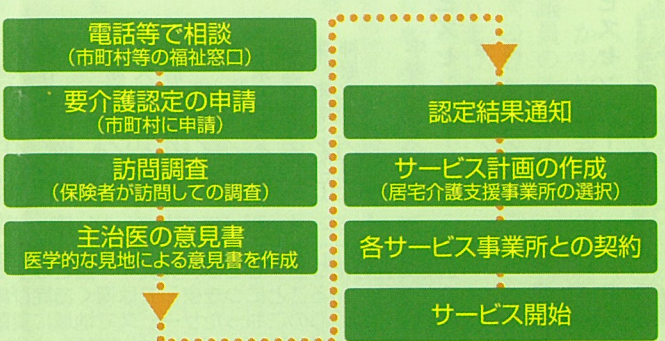 電話等で相談
（市町村等の福祉窓口）
要介護認定の申請
（市町村に申請）
訪問調査
（保険者が訪問しての調査）
主治医の意見書
医学的な見地による意見書を作成
認定結果通知
サービス計画の作成
（居宅介護支援事業所の選択）
各サービス事業所との契約
サービス開始